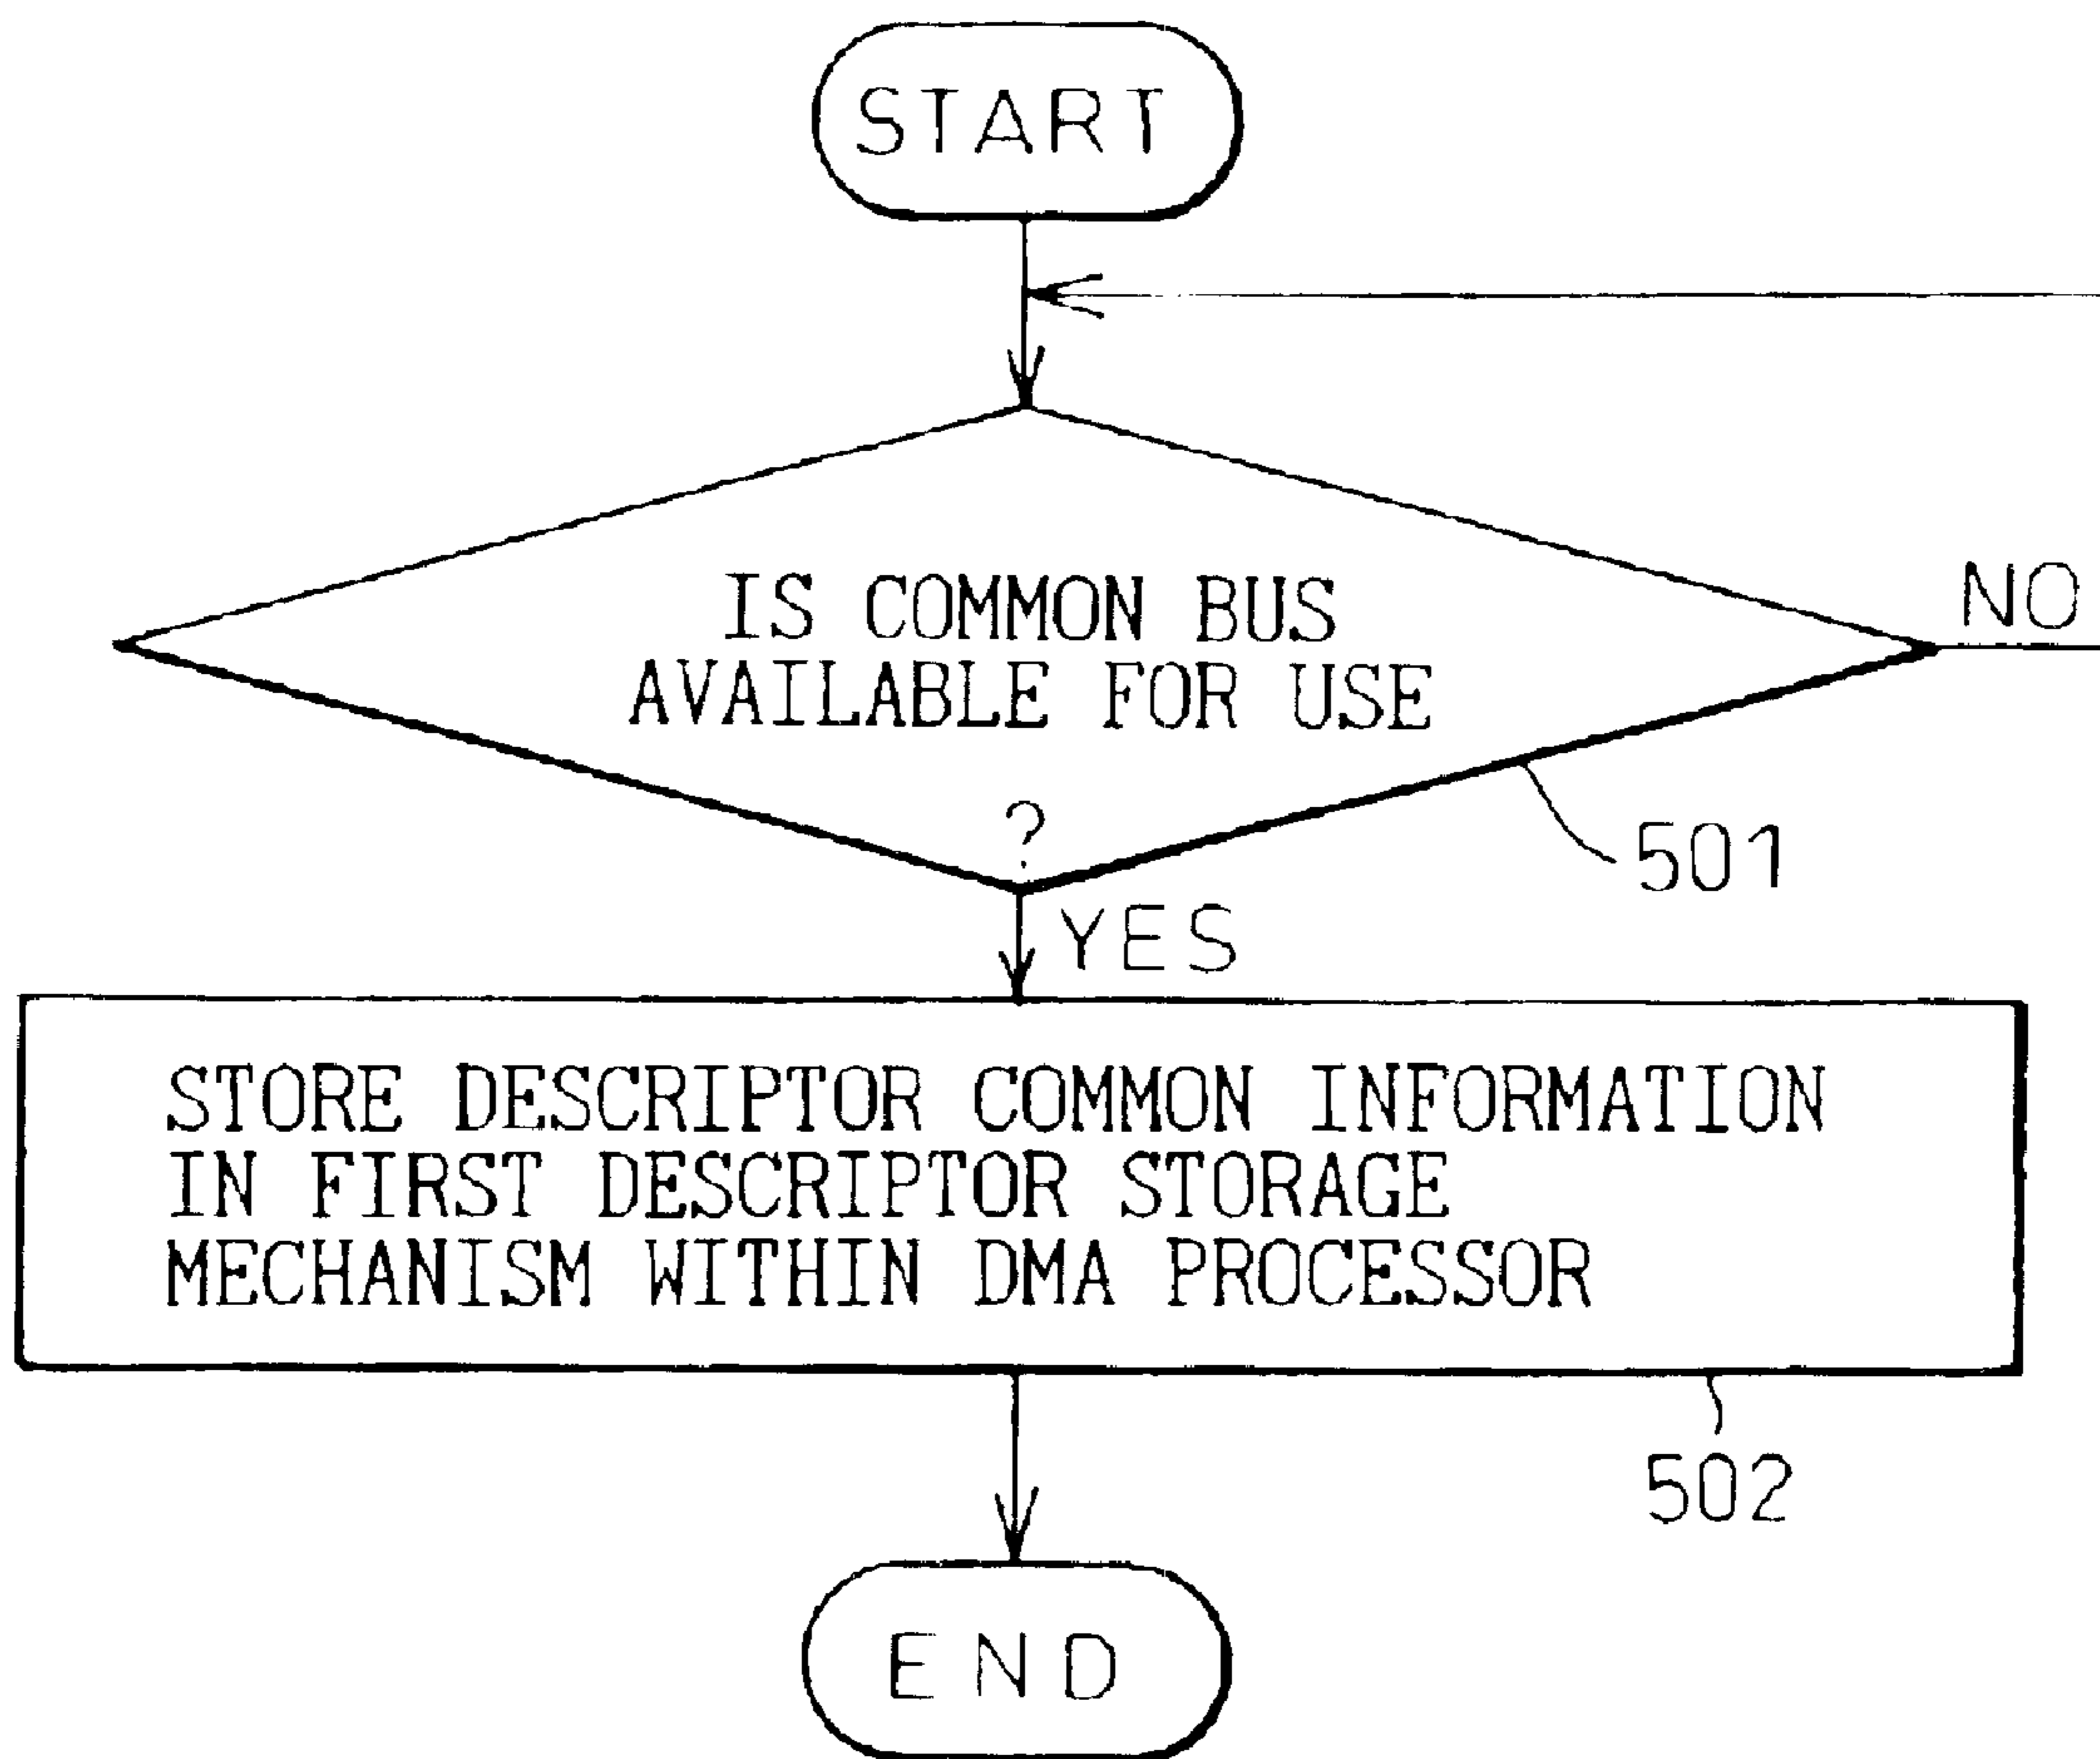 START
IS COMMON BUS
AVAILABLE FOR USE
?
NO
501
YES
STORE DESCRIPTOR COMMON INFORMATION
IN FIRST DESCRIPTOR STORAGE
MECHANISM WITHIN DMA PROCESSOR
502
END